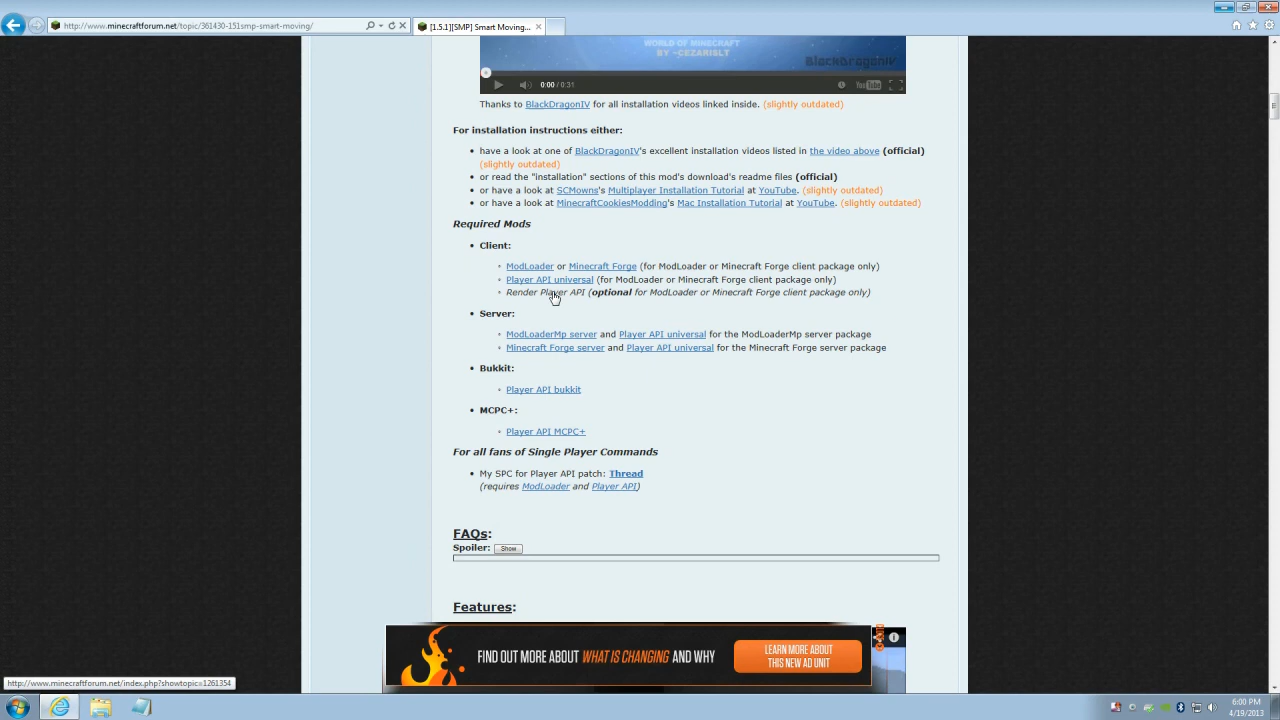 http://www.minecraftforum.net/topic/361430-151smp-smart-moving/
[1.5.1][SMP] Smart Moving...
WORLD OF MINECRAFT
BY -CEZARISLT
BLACKDRAGONIV
0:00 / 0:31
YouTube
Thanks to BlackDragonIV for all installation videos linked inside. (slightly outdated)
For installation instructions either:
have a look at one of BlackDragonIV's excellent installation videos listed in the video above (official)
(slightly outdated)
or read the "installation" sections of this mod's download's readme files (official)
or have a look at SCMowns's Multiplayer Installation Tutorial at YouTube. (slightly outdated)
or have a look at MinecraftCookiesModding's Mac Installation Tutorial at YouTube. (slightly outdated)
Required Mods
Client:
ModLoader or Minecraft Forge (for ModLoader or Minecraft Forge client package only)
Player API universal (for ModLoader or Minecraft Forge client package only)
Render Player API (optional for ModLoader or Minecraft Forge client package only)
Server:
ModLoaderMp server and Player API universal for the ModLoaderMp server package
Minecraft Forge server and Player API universal for the Minecraft Forge server package
Bukkit:
Player API bukkit
MCPC+:
Player API MCPC+
For all fans of Single Player Commands
My SPC for Player API patch: Thread
(requires ModLoader and Player API)
FAQs:
Spoiler: Show
Features:
FIND OUT MORE ABOUT WHAT IS CHANGING AND WHY
LEARN MORE ABOUT
THIS NEW AD UNIT
http://www.minecraftforum.net/index.php?showtopic=1261354
6:00 PM
4/19/2013